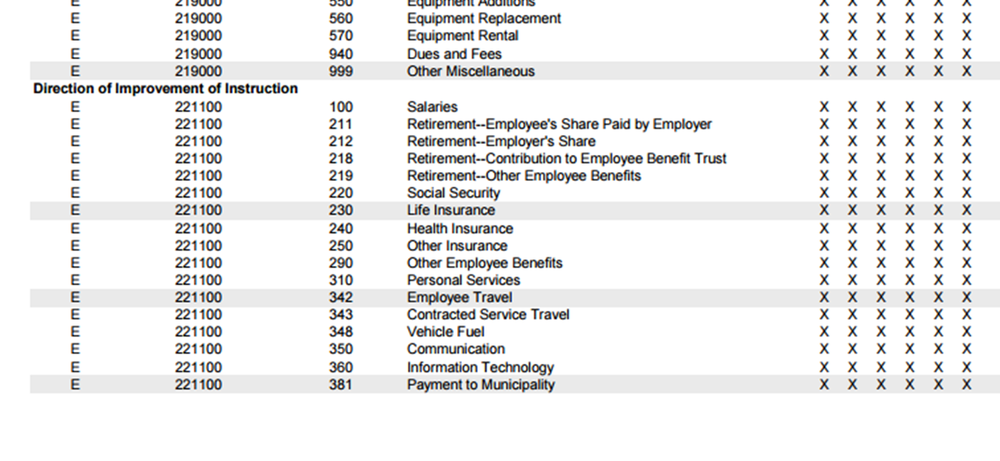 E 219000 550 Equipment Additions X X X X X X
E 219000 560 Equipment Replacement X X X X X X
E 219000 570 Equipment Rental X X X X X X
E 219000 940 Dues and Fees X X X X X X
E 219000 999 Other Miscellaneous X X X X X X
Direction of Improvement of Instruction
E 221100 100 Salaries X X X X X X
E 221100 211 Retirement--Employee's Share Paid by Employer X X X X X X
E 221100 212 Retirement--Employer's Share X X X X X X
E 221100 218 Retirement--Contribution to Employee Benefit Trust X X X X X X
E 221100 219 Retirement--Other Employee Benefits X X X X X X
E 221100 220 Social Security X X X X X X
E 221100 230 Life Insurance X X X X X X
E 221100 240 Health Insurance X X X X X X
E 221100 250 Other Insurance X X X X X X
E 221100 290 Other Employee Benefits X X X X X X
E 221100 310 Personal Services X X X X X X
E 221100 342 Employee Travel X X X X X X
E 221100 343 Contracted Service Travel X X X X X X
E 221100 348 Vehicle Fuel X X X X X X
E 221100 350 Communication X X X X X X
E 221100 360 Information Technology X X X X X X
E 221100 381 Payment to Municipality X X X X X X